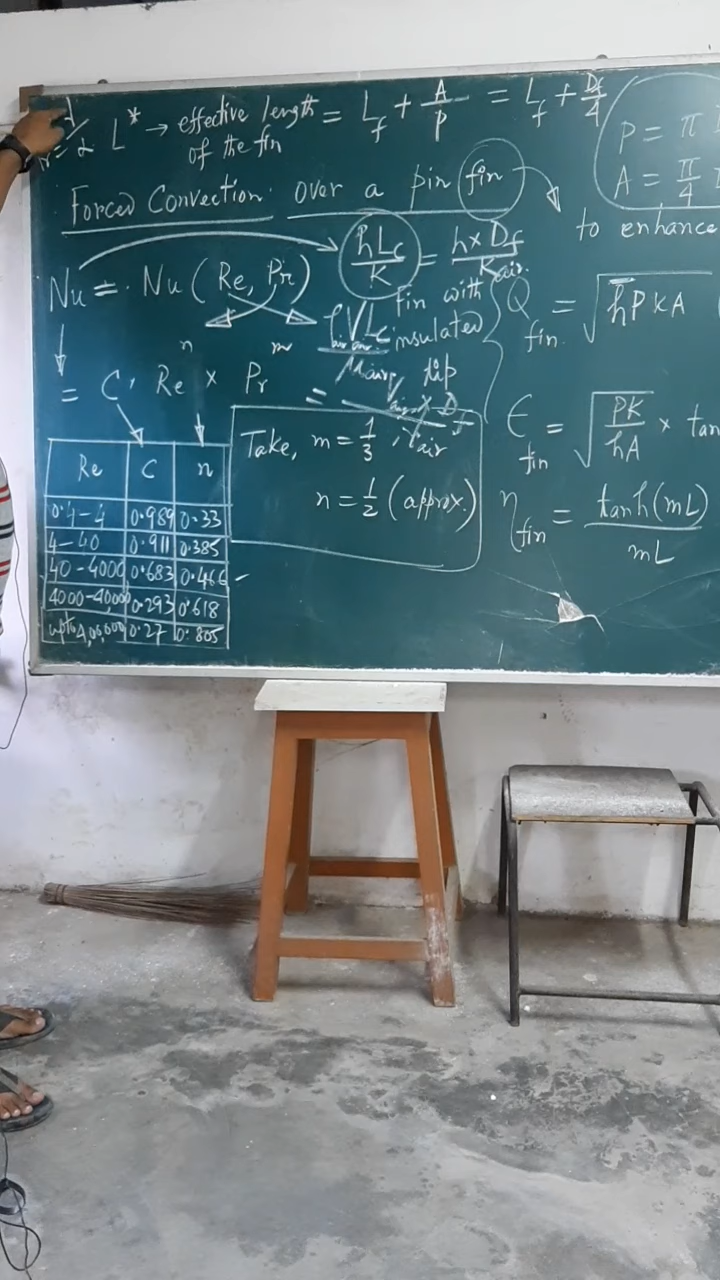 L* → effective length = L_f + A/P = L_f + D_f/4
of the fin
P = π
A = π/4
Forced Convection over a pin fin
to enhance
Nu = Nu (Re, Pr)
hL_c/K = h × D_f/K_air
fin with
insulated
tip
Q_fin = √hPKA
= C. Re^n × Pr^m
=
Take, m = 1/3 ;
n = 1/2 (approx.)
ϵ_fin = √PK/hA × tan
η_fin = tanh(mL)/mL
Re C n
0.4-4 0.989 0.33
4-40 0.911 0.385
40-4000 0.683 0.466
4000-40000 0.293 0.618
upto 4,00,000 0.27 0.805